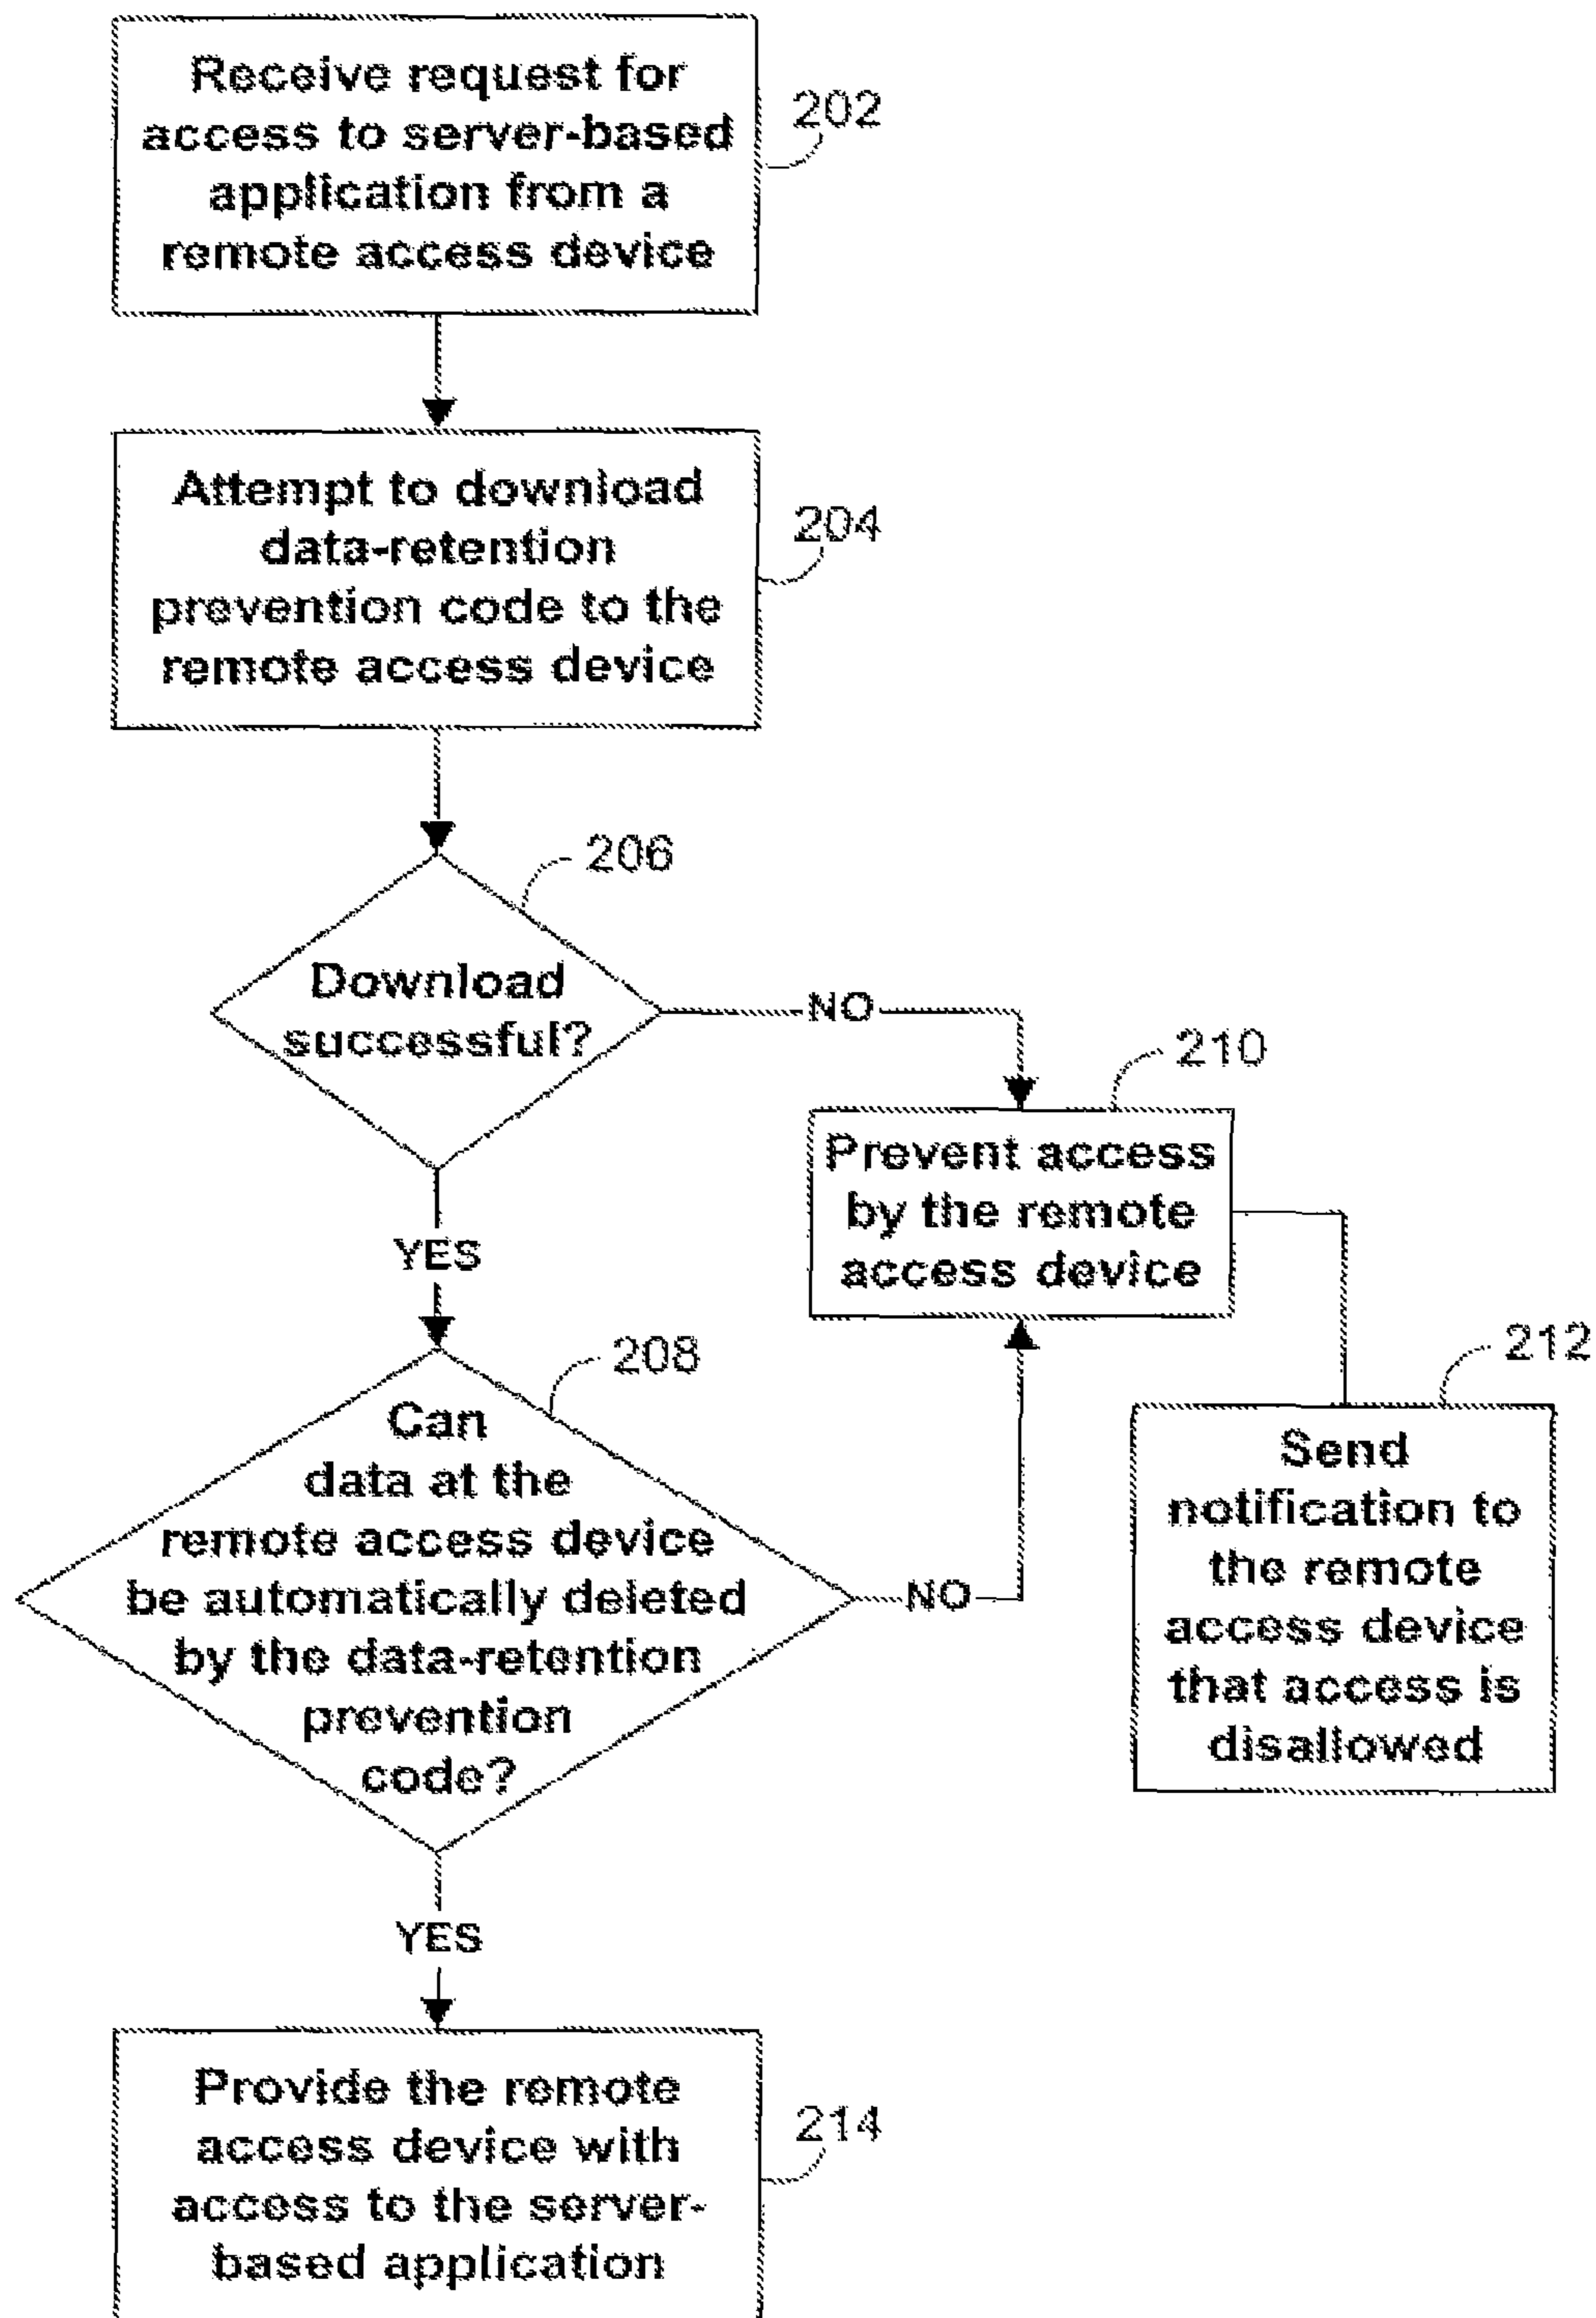 Receive request for
access to server-based
application from a
remote access device
202
Attempt to download
data-retention
prevention code to the
remote access device
204
206
Download
successful?
NO
210
Prevent access
by the remote
access device
YES
208
212
Can
data at the
remote access device
be automatically deleted
by the data-retention
prevention
code?
NO
Send
notification to
the remote
access device
that access is
disallowed
YES
Provide the remote
access device with
access to the server-
based application
214